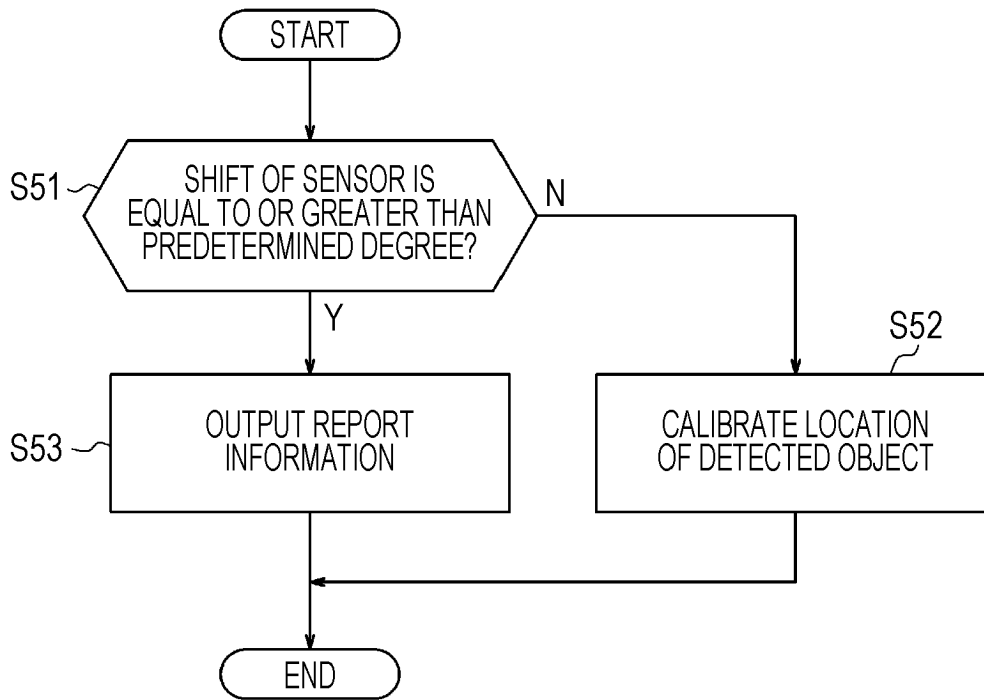 START
S51
SHIFT OF SENSOR IS
EQUAL TO OR GREATER THAN
PREDETERMINED DEGREE?
N
Y
S52
S53
OUTPUT REPORT
INFORMATION
CALIBRATE LOCATION
OF DETECTED OBJECT
END